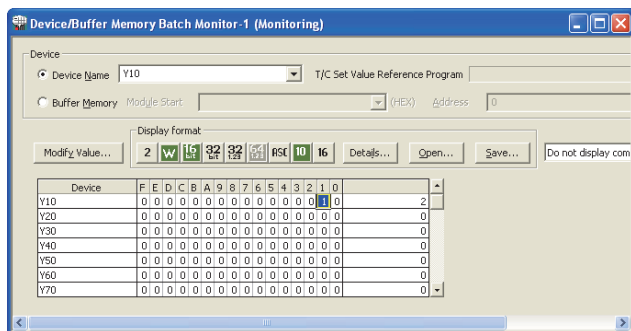 Device/Buffer Memory Batch Monitor-1 (Monitoring)
Device
Device Name Y10 T/C Set Value Reference Program
Buffer Memory Module Start (HEX) Address 0
Display format
Modify Value... 2 W 16 bit 32 bit 32 1.23 64 1.23 ASC 10 16 Details... Open... Save... Do not display com
Device F E D C B A 9 8 7 6 5 4 3 2 1 0
Y10 0 0 0 0 0 0 0 0 0 0 0 0 0 0 1 0 2
Y20 0 0 0 0 0 0 0 0 0 0 0 0 0 0 0 0 0
Y30 0 0 0 0 0 0 0 0 0 0 0 0 0 0 0 0 0
Y40 0 0 0 0 0 0 0 0 0 0 0 0 0 0 0 0 0
Y50 0 0 0 0 0 0 0 0 0 0 0 0 0 0 0 0 0
Y60 0 0 0 0 0 0 0 0 0 0 0 0 0 0 0 0 0
Y70 0 0 0 0 0 0 0 0 0 0 0 0 0 0 0 0 0